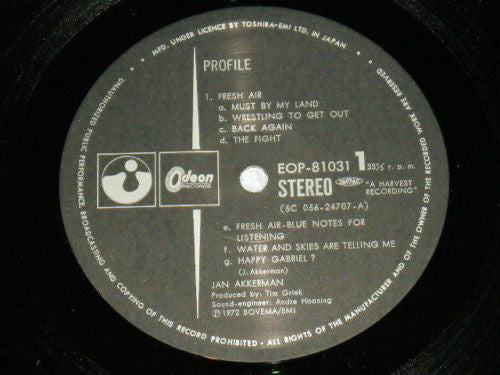 MFD. UNDER LICENCE BY TOSHIBA-EMI LTD. IN JAPAN •
UNAUTHORIZED PUBLIC PERFORMANCE, BROADCASTING AND COPYING OF THIS RECORD PROHIBITED • ALL RIGHTS OF THE MANUFACTURER AND OF THE OWNER OF THE RECORDED WORK ARE RESERVED
PROFILE
1. FRESH AIR
a. MUST BY MY LAND
b. WRESTLING TO GET OUT
c. BACK AGAIN
d. THE FIGHT
EOP-81031 1 33⅓ r. p. m.
Odeon
RECORDS
STEREO
"A HARVEST
RECORDING"
(5C 056-24707-A)
e. FRESH AIR-BLUE NOTES FOR
LISTENING
f. WATER AND SKIES ARE TELLING ME
g. HAPPY GABRIEL ?
(J. Akkerman)
JAN AKKERMAN
Produced by: Tim Griek
Sound-engineer: Andre Hooning
Ⓟ 1972 BOVEMA/EMI